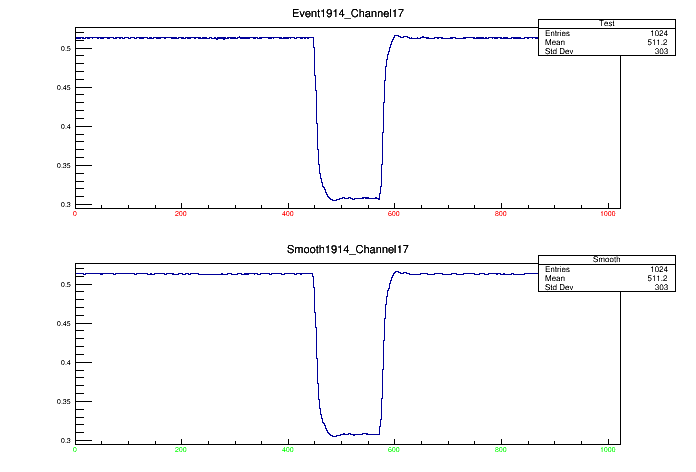 Event1914_Channel17
Test
Entries 1024
Mean 511.2
Std Dev 303
0.5
0.45
0.4
0.35
0.3
0 200 400 600 800 1000
Smooth1914_Channel17
Smooth
Entries 1024
Mean 511.2
Std Dev 303
0.5
0.45
0.4
0.35
0.3
0 200 400 600 800 1000